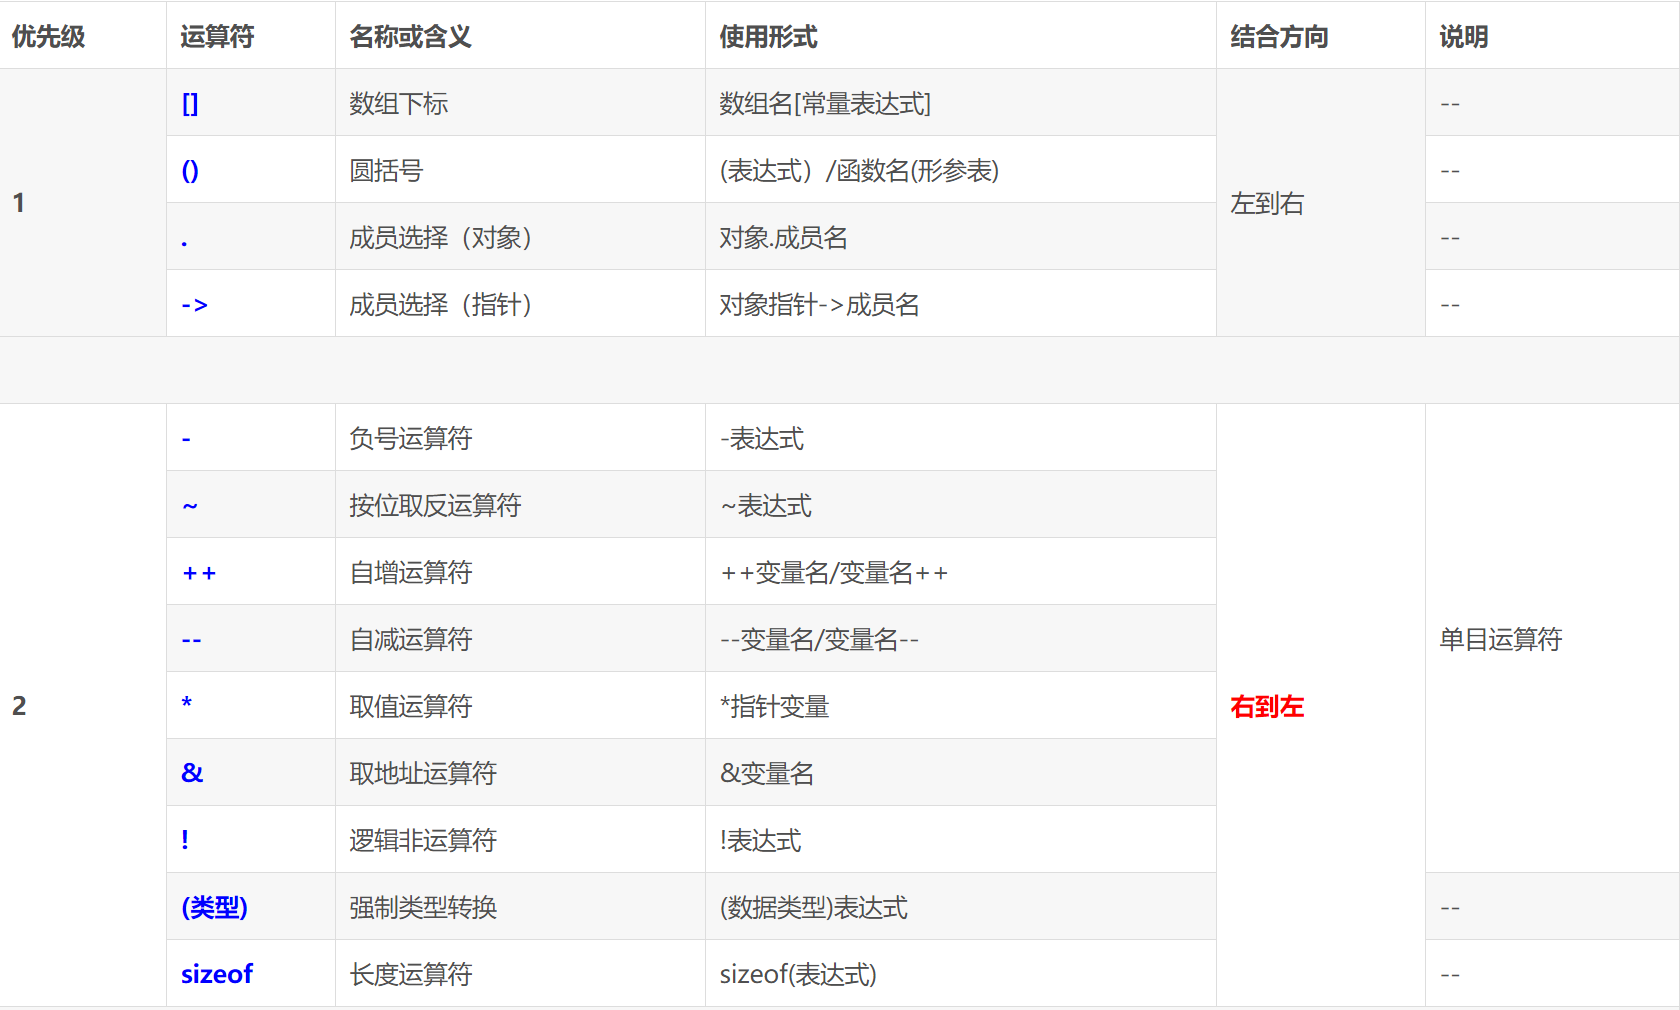 优先级 运算符 名称或含义 使用形式 结合方向 说明
[] 数组下标 数组名[常量表达式] --
() 圆括号 (表达式）/函数名(形参表) --
1 左到右
. 成员选择（对象） 对象.成员名 --
-> 成员选择（指针） 对象指针->成员名 --
- 负号运算符 -表达式
~ 按位取反运算符 ~表达式
++ 自增运算符 ++变量名/变量名++
-- 自减运算符 --变量名/变量名-- 单目运算符
2 * 取值运算符 *指针变量 右到左
& 取地址运算符 &变量名
! 逻辑非运算符 !表达式
(类型) 强制类型转换 (数据类型)表达式 --
sizeof 长度运算符 sizeof(表达式) --